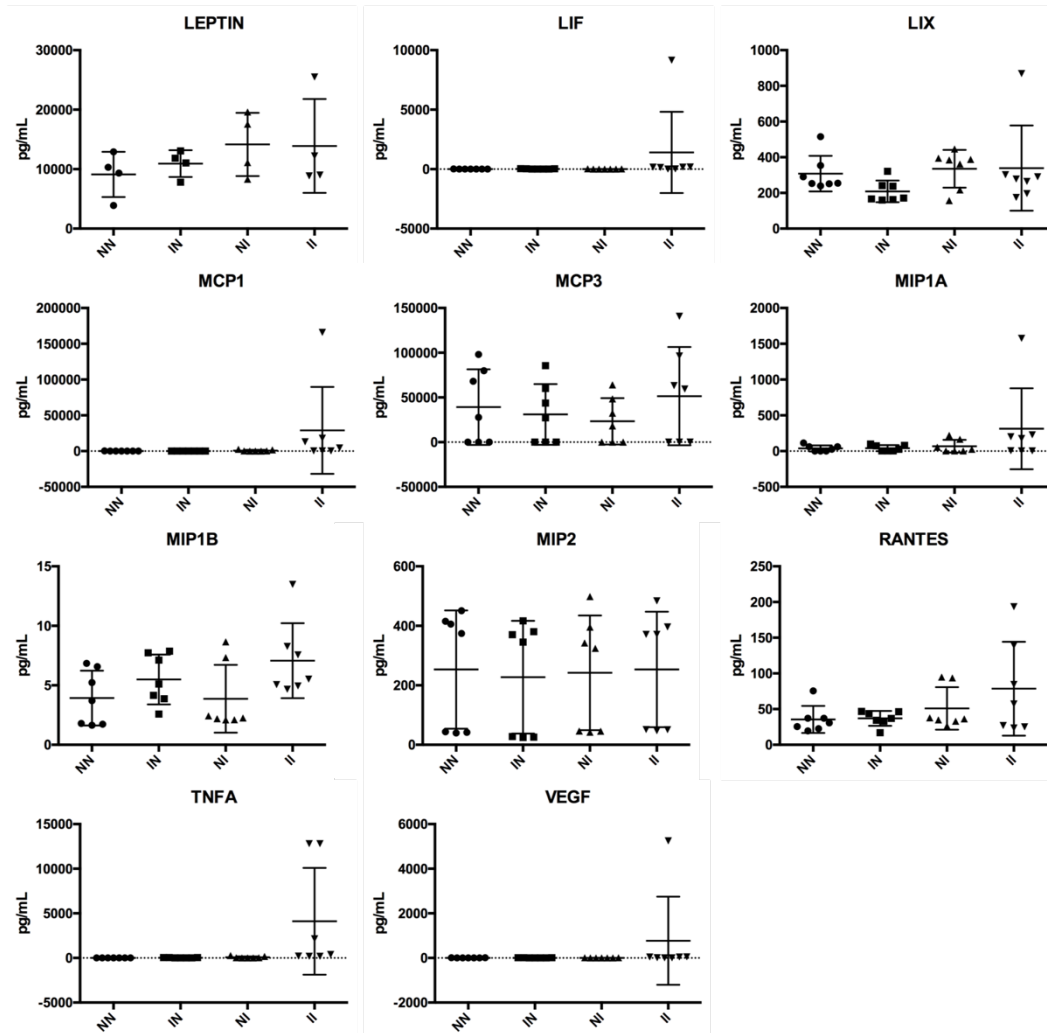 LEPTIN
pg/mL
30000
20000
10000
0
NN
IN
NI
II
LIF
pg/mL
10000
5000
0
-5000
NN
IN
NI
II
LIX
pg/mL
1000
800
600
400
200
0
NN
IN
NI
II
MCP1
pg/mL
200000
150000
100000
50000
0
-50000
NN
IN
NI
II
MCP3
pg/mL
150000
100000
50000
0
-50000
NN
IN
NI
II
MIP1A
pg/mL
2000
1500
1000
500
0
-500
NN
IN
NI
II
MIP1B
pg/mL
15
10
5
0
NN
IN
NI
II
MIP2
pg/mL
600
400
200
0
NN
IN
NI
II
RANTES
pg/mL
250
200
150
100
50
0
NN
IN
NI
II
TNFA
pg/mL
15000
10000
5000
0
-5000
NN
IN
NI
II
VEGF
pg/mL
6000
4000
2000
0
-2000
NN
IN
NI
II